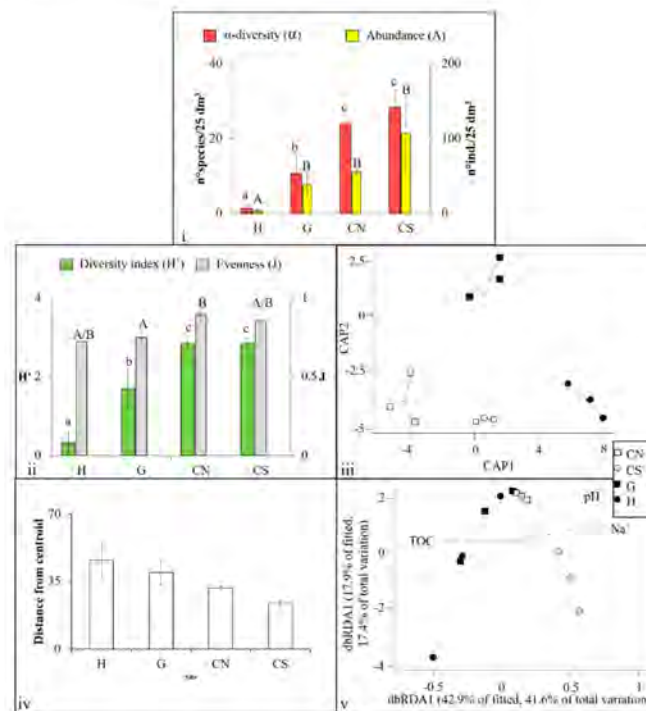 α-diversity (α) Abundance (A)
40 200
c
B
c
n°species/25 dm³
20
b
B
B
100
n°ind./25 dm³
a
A
0 0
H G CN CS
i
Diversity index (H') Evenness (J)
4 1
A/B
A
B
c
A/B
c
H'
2
b
0.5 J
a
0 0
ii H G CN CS
2.5
0
CAP2
-2.5
-5
-4 0 4 8
iii CAP1
CN
CS
G
H
70
Distance from centroid
35
0
H G CN CS
iv
2
pH
Na
TOC
0
-2
-4
dbRDA1 (17.9% of fitted,
17.4% of total variation)
-0.5 0 0.5 1
v dbRDA1 (42.9% of fitted, 41.6% of total variation)